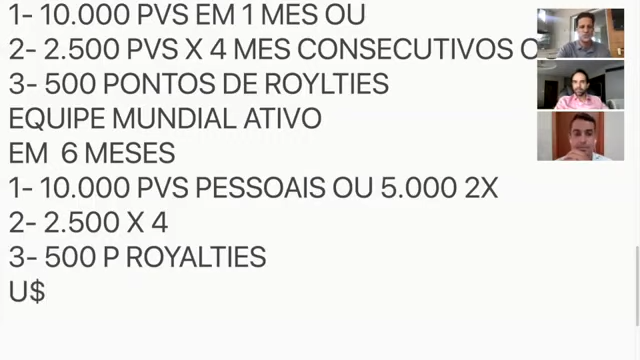 1- 10.000 PVS EM 1 MES OU
2- 2.500 PVS X 4 MES CONSECUTIVOS O
3- 500 PONTOS DE ROYLTIES
EQUIPE MUNDIAL ATIVO
EM 6 MESES
1- 10.000 PVS PESSOAIS OU 5.000 2X
2- 2.500 X 4
3- 500 P ROYALTIES
U$